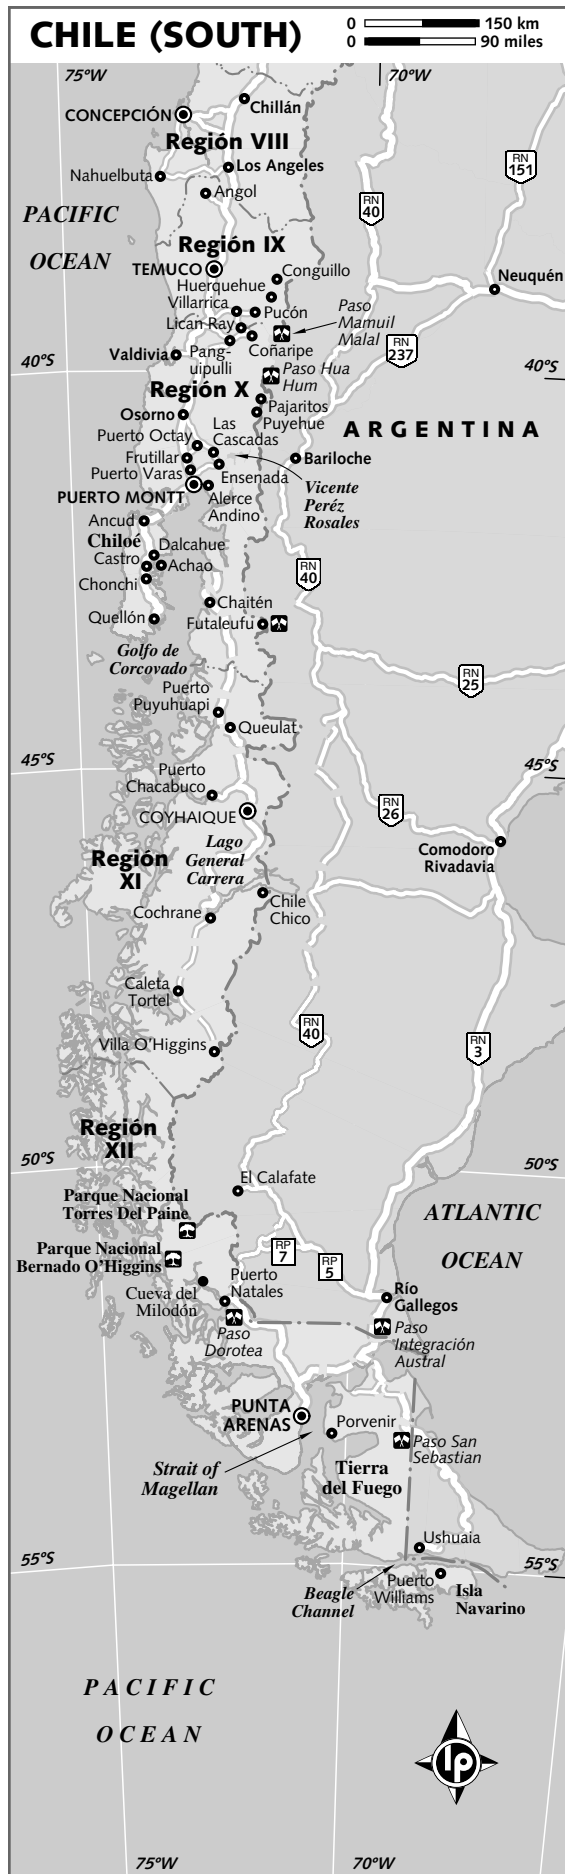 CHILE (SOUTH)
0 150 km
0 90 miles
75ºW
70ºW
CONCEPCIÓN
Chillán
Región VIII
RN
151
Los Angeles
Nahuelbuta
Angol
RN
40
PACIFIC
OCEAN
Región IX
TEMUCO
Conguillo
Neuquén
Huerquehue
Villarrica
Pucón
Paso
Mamuil
Malal
Lican Ray
RN
237
Valdivia
Pang-
uipulli
Coñaripe
40ºS
40ºS
Paso Hua
Hum
Región X
Pajaritos
Puyehue
Osorno
ARGENTINA
Las
Cascadas
Puerto Octay
Frutillar
Bariloche
Puerto Varas
Ensenada
PUERTO MONTT
Alerce
Andino
Vicente
Peréz
Rosales
Ancud
Chiloé
Dalcahue
Castro
Achao
RN
40
Chonchi
Chaitén
Quellón
Futaleufu
Golfo de
Corcovado
RN
25
Puerto
Puyuhuapi
Queulat
45ºS
45ºS
Puerto
Chacabuco
RN
26
COYHAIQUE
Lago
General
Carrera
Comodoro
Rivadavia
Región
XI
Chile
Chico
Cochrane
Caleta
Tortel
RN
40
RN
3
Villa O’Higgins
Región
XII
50ºS
50ºS
El Calafate
Parque Nacional
Torres Del Paine
ATLANTIC
OCEAN
Parque Nacional
Bernado O’Higgins
RP
7
RP
5
Cueva del
Milodón
Puerto
Natales
Río
Gallegos
Paso
Dorotea
Paso
Integración
Austral
PUNTA
ARENAS
Porvenir
Paso San
Sebastian
Strait of
Magellan
Tierra
del Fuego
Ushuaia
55ºS
55ºS
Beagle
Channel
Puerto
Williams
Isla
Navarino
PACIFIC
OCEAN
lp
75ºW
70ºW